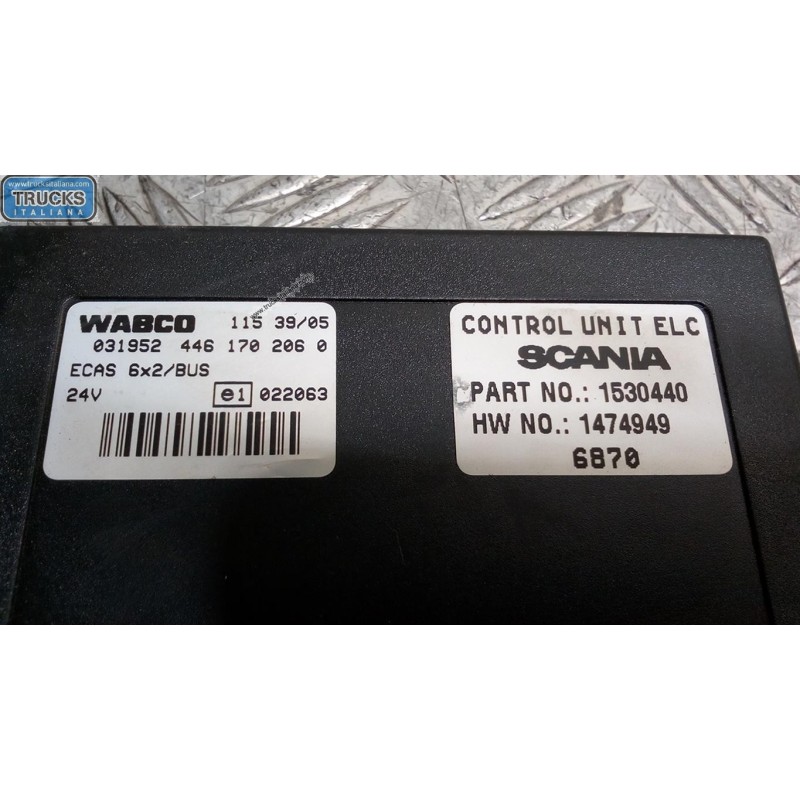 www.trucksitaliana.com
TRUCKS
ITALIANA
WABCO 115 39/05
031952 446 170 206 0
ECAS 6x2/BUS
24V e1 022063
CONTROL UNIT ELC
SCANIA
PART NO.: 1530440
HW NO.: 1474949
6870